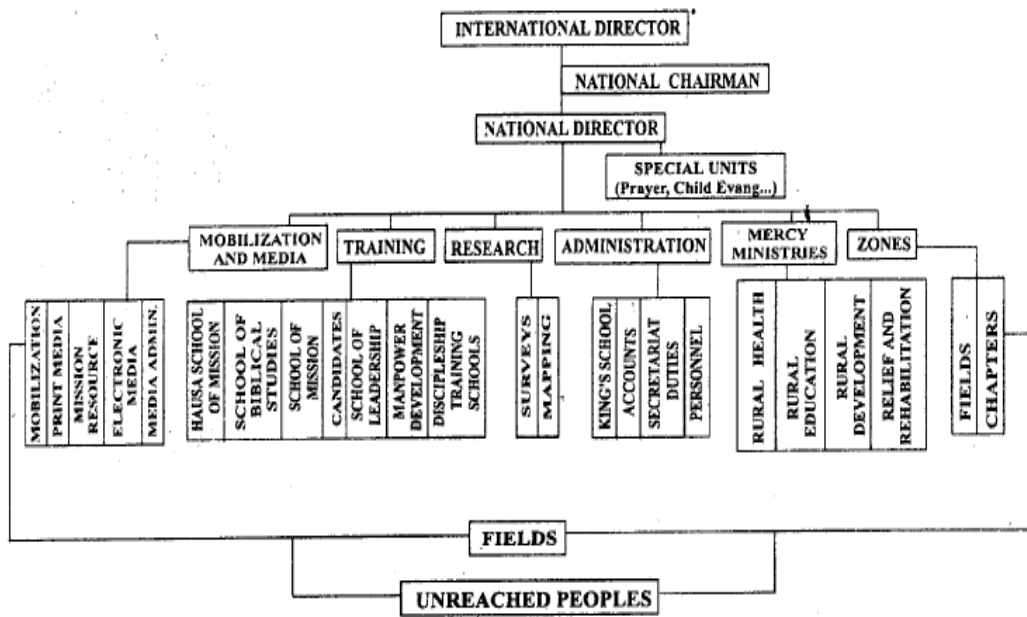 INTERNATIONAL DIRECTOR
NATIONAL CHAIRMAN
NATIONAL DIRECTOR
SPECIAL UNITS
(Prayer, Child Evang...)
MOBILIZATION
AND MEDIA
TRAINING
RESEARCH
ADMINISTRATION
MERCY
MINISTRIES
ZONES
MOBILIZATION
PRINT MEDIA
MISSION
RESOURCE
ELECTRONIC
MEDIA
MEDIA ADMIN.
HAUSA SCHOOL
OF MISSION
SCHOOL OF
BIBLICAL
STUDIES
SCHOOL OF
MISSION
CANDIDATES
SCHOOL OF
LEADERSHIP
MANPOWER
DEVELOPMENT
DISCIPLESHIP
TRAINING
SCHOOLS
SURVEYS
MAPPING
KING'S SCHOOL
ACCOUNTS
SECRETARIAT
DUTIES
PERSONNEL
RURAL HEALTH
RURAL
EDUCATION
RURAL
DEVELOPMENT
RELIEF AND
REHABILITATION
FIELDS
CHAPTERS
FIELDS
UNREACHED PEOPLES